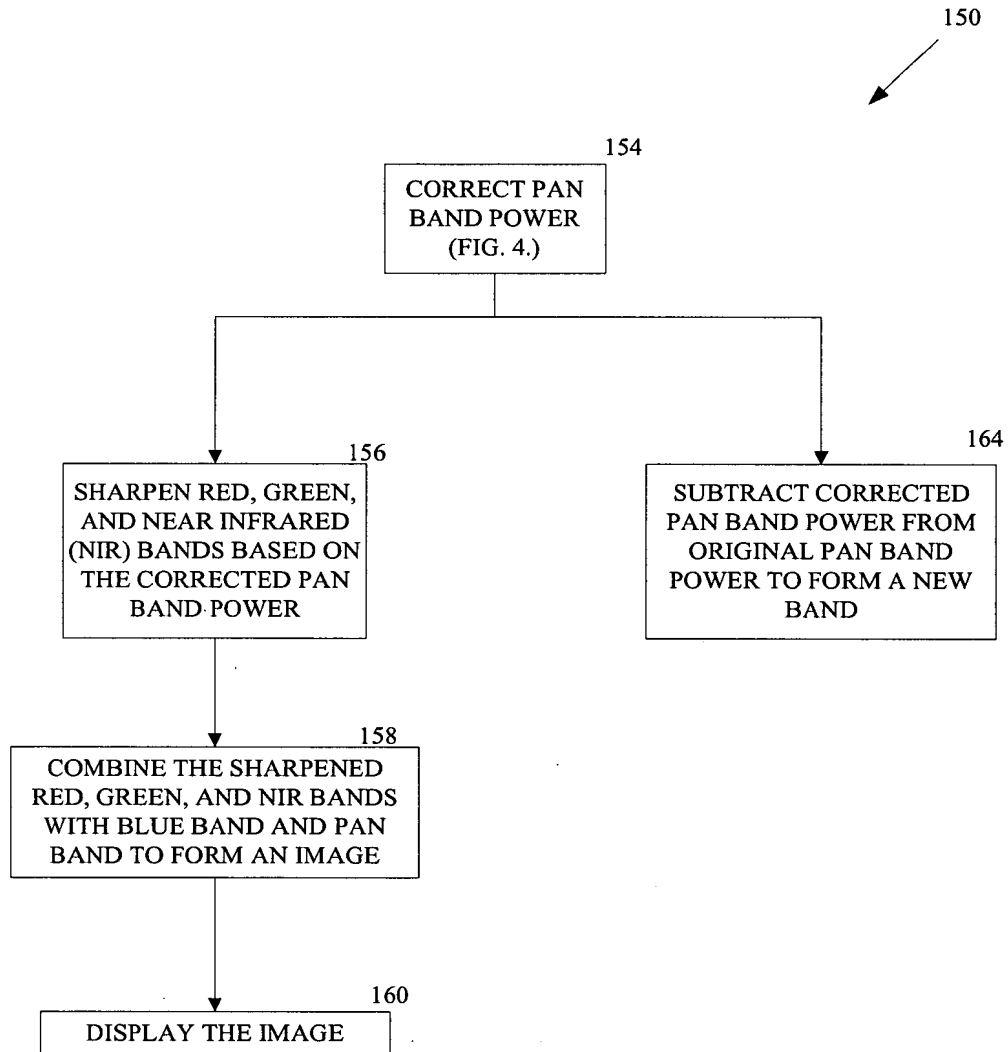 150
154
CORRECT PAN
BAND POWER
(FIG. 4.)
156
SHARPEN RED, GREEN,
AND NEAR INFRARED
(NIR) BANDS BASED ON
THE CORRECTED PAN
BAND POWER
164
SUBTRACT CORRECTED
PAN BAND POWER FROM
ORIGINAL PAN BAND
POWER TO FORM A NEW
BAND
158
COMBINE THE SHARPENED
RED, GREEN, AND NIR BANDS
WITH BLUE BAND AND PAN
BAND TO FORM AN IMAGE
160
DISPLAY THE IMAGE